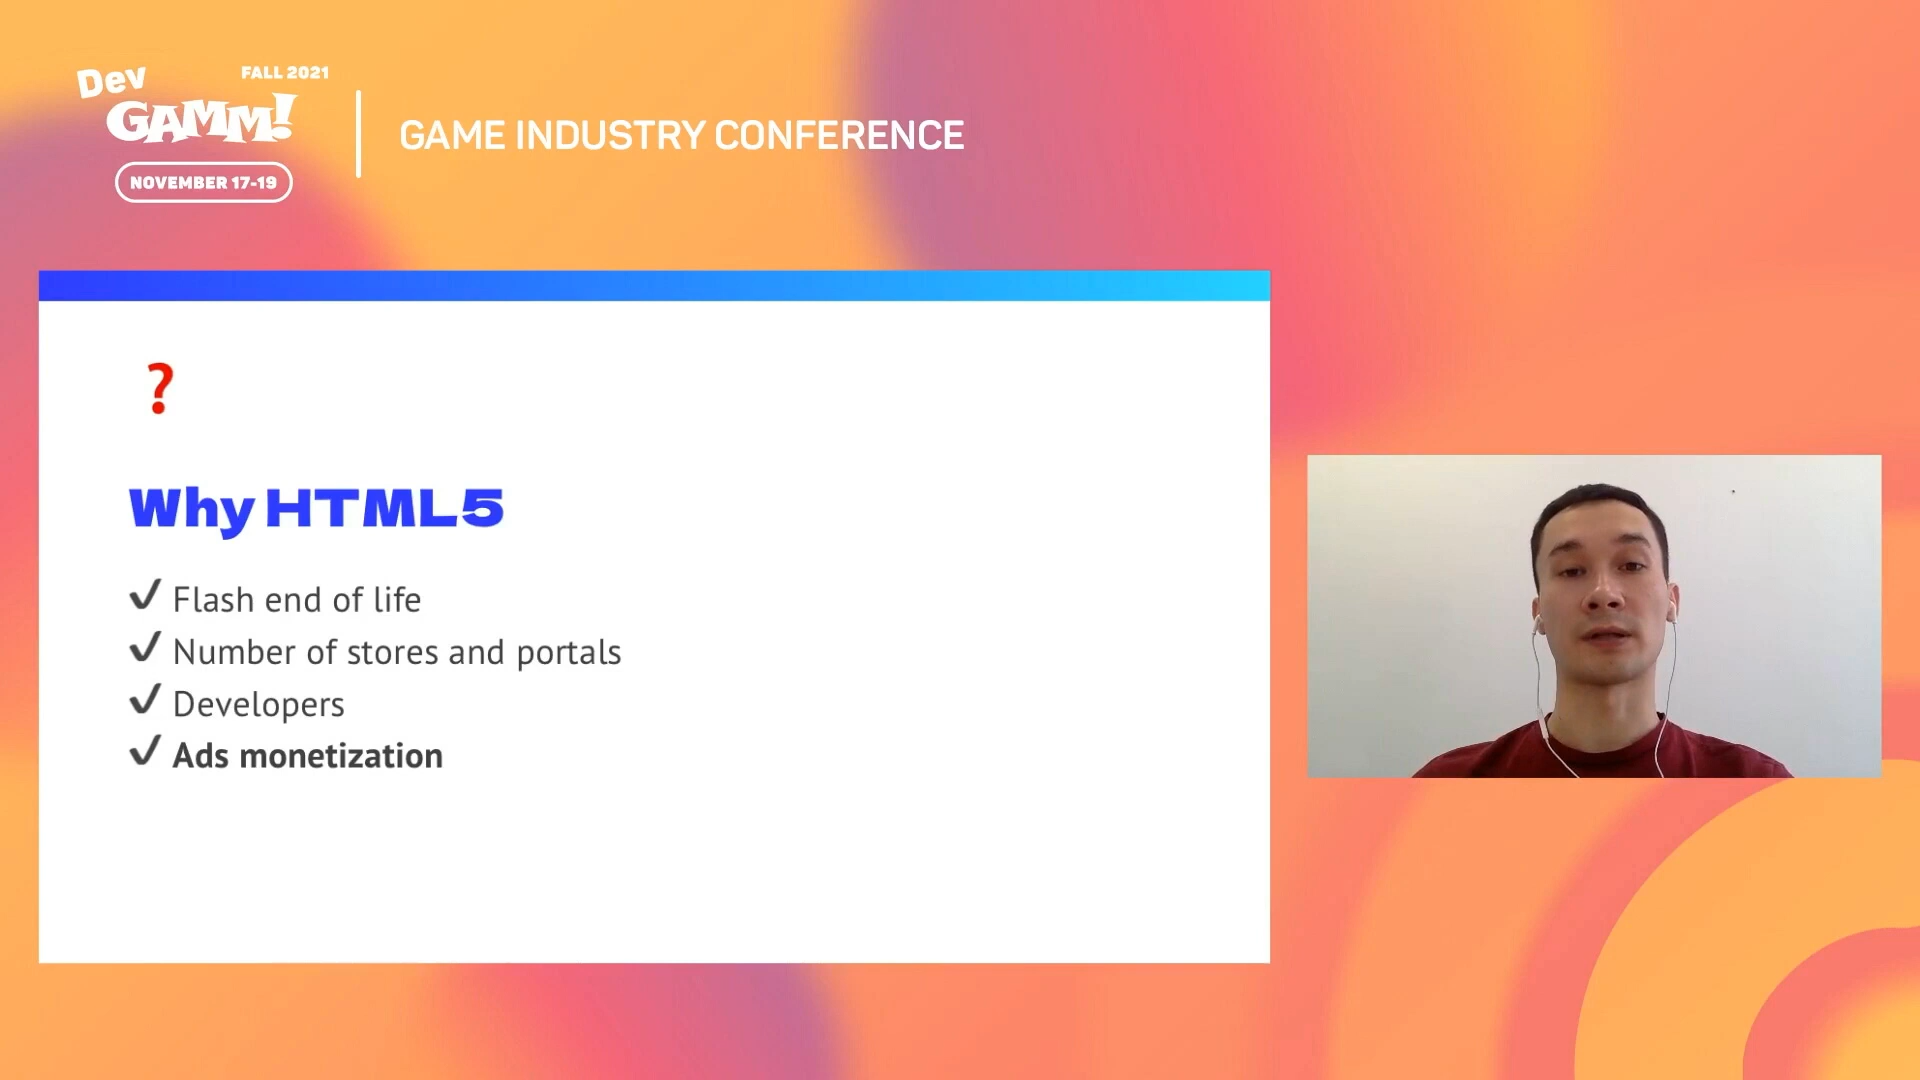 Dev
FALL 2021
GAMM!
NOVEMBER 17-19
GAME INDUSTRY CONFERENCE
?
Why HTML5
✔ Flash end of life
✔ Number of stores and portals
✔ Developers
✔ Ads monetization